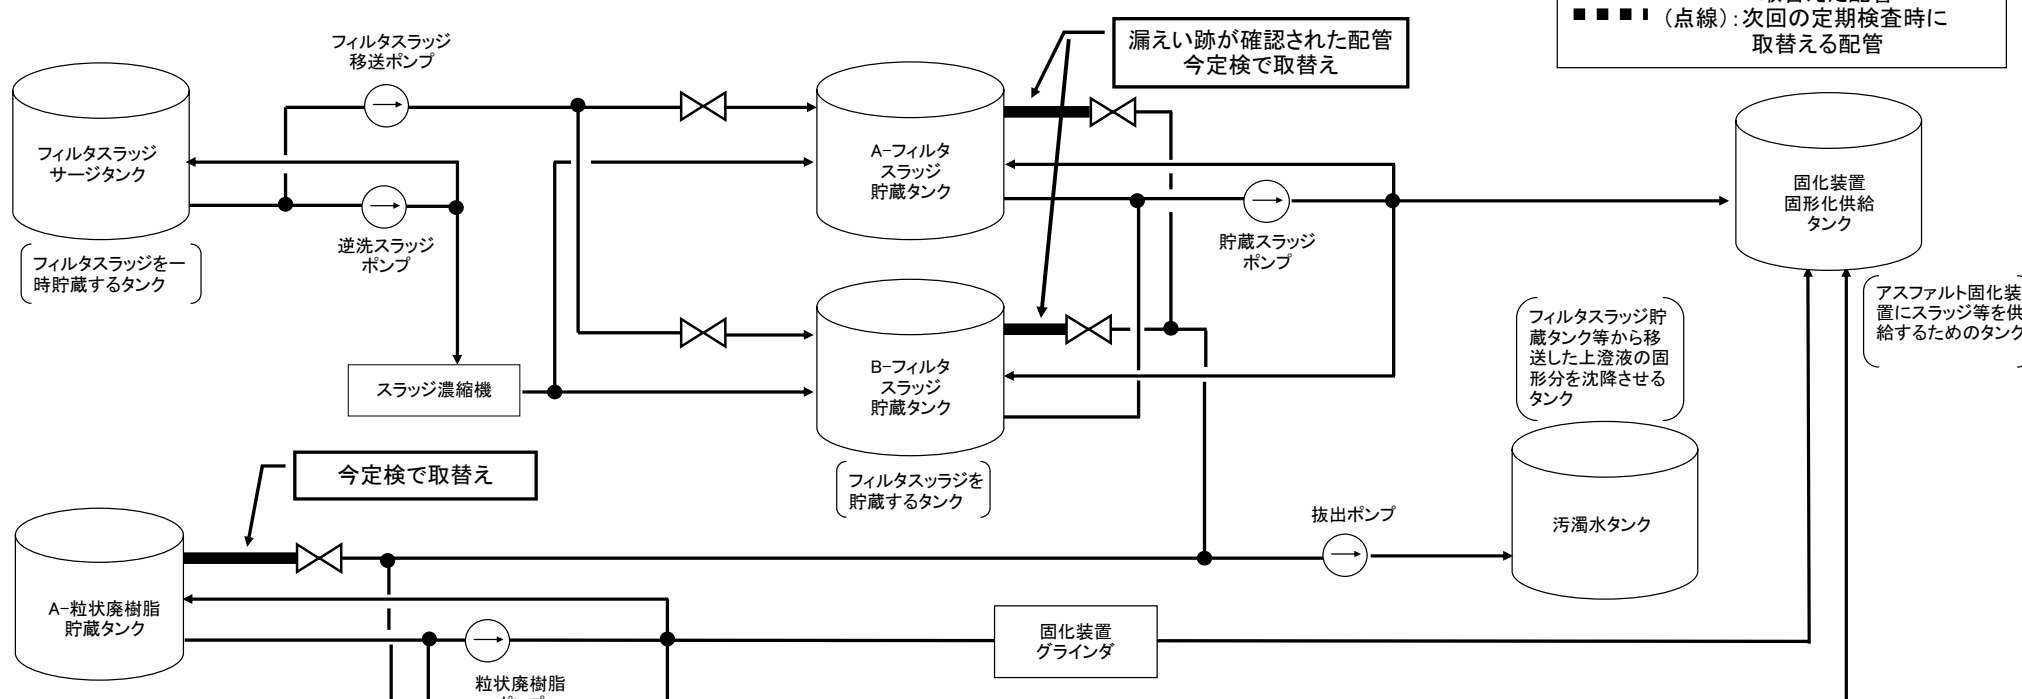 取替えた配管
(点線):次回の定期検査時に
取替える配管
フィルタスラッジ
移送ポンプ
漏えい跡が確認された配管
今定検で取替え
フィルタスラッジ
サージタンク
A-フィルタ
スラッジ
貯蔵タンク
固化装置
固形化供給
タンク
逆洗スラッジ
ポンプ
貯蔵スラッジ
ポンプ
フィルタスラッジを一
時貯蔵するタンク
アスファルト固化装
置にスラッジ等を供
給するためのタンク
フィルタスラッジ貯
蔵タンク等から移
送した上澄液の固
形分を沈降させる
タンク
スラッジ濃縮機
B-フィルタ
スラッジ
貯蔵タンク
今定検で取替え
フィルタスッラジを
貯蔵するタンク
抜出ポンプ
汚濁水タンク
A-粒状廃樹脂
貯蔵タンク
固化装置
グラインダ
粒状廃樹脂
ポンプ